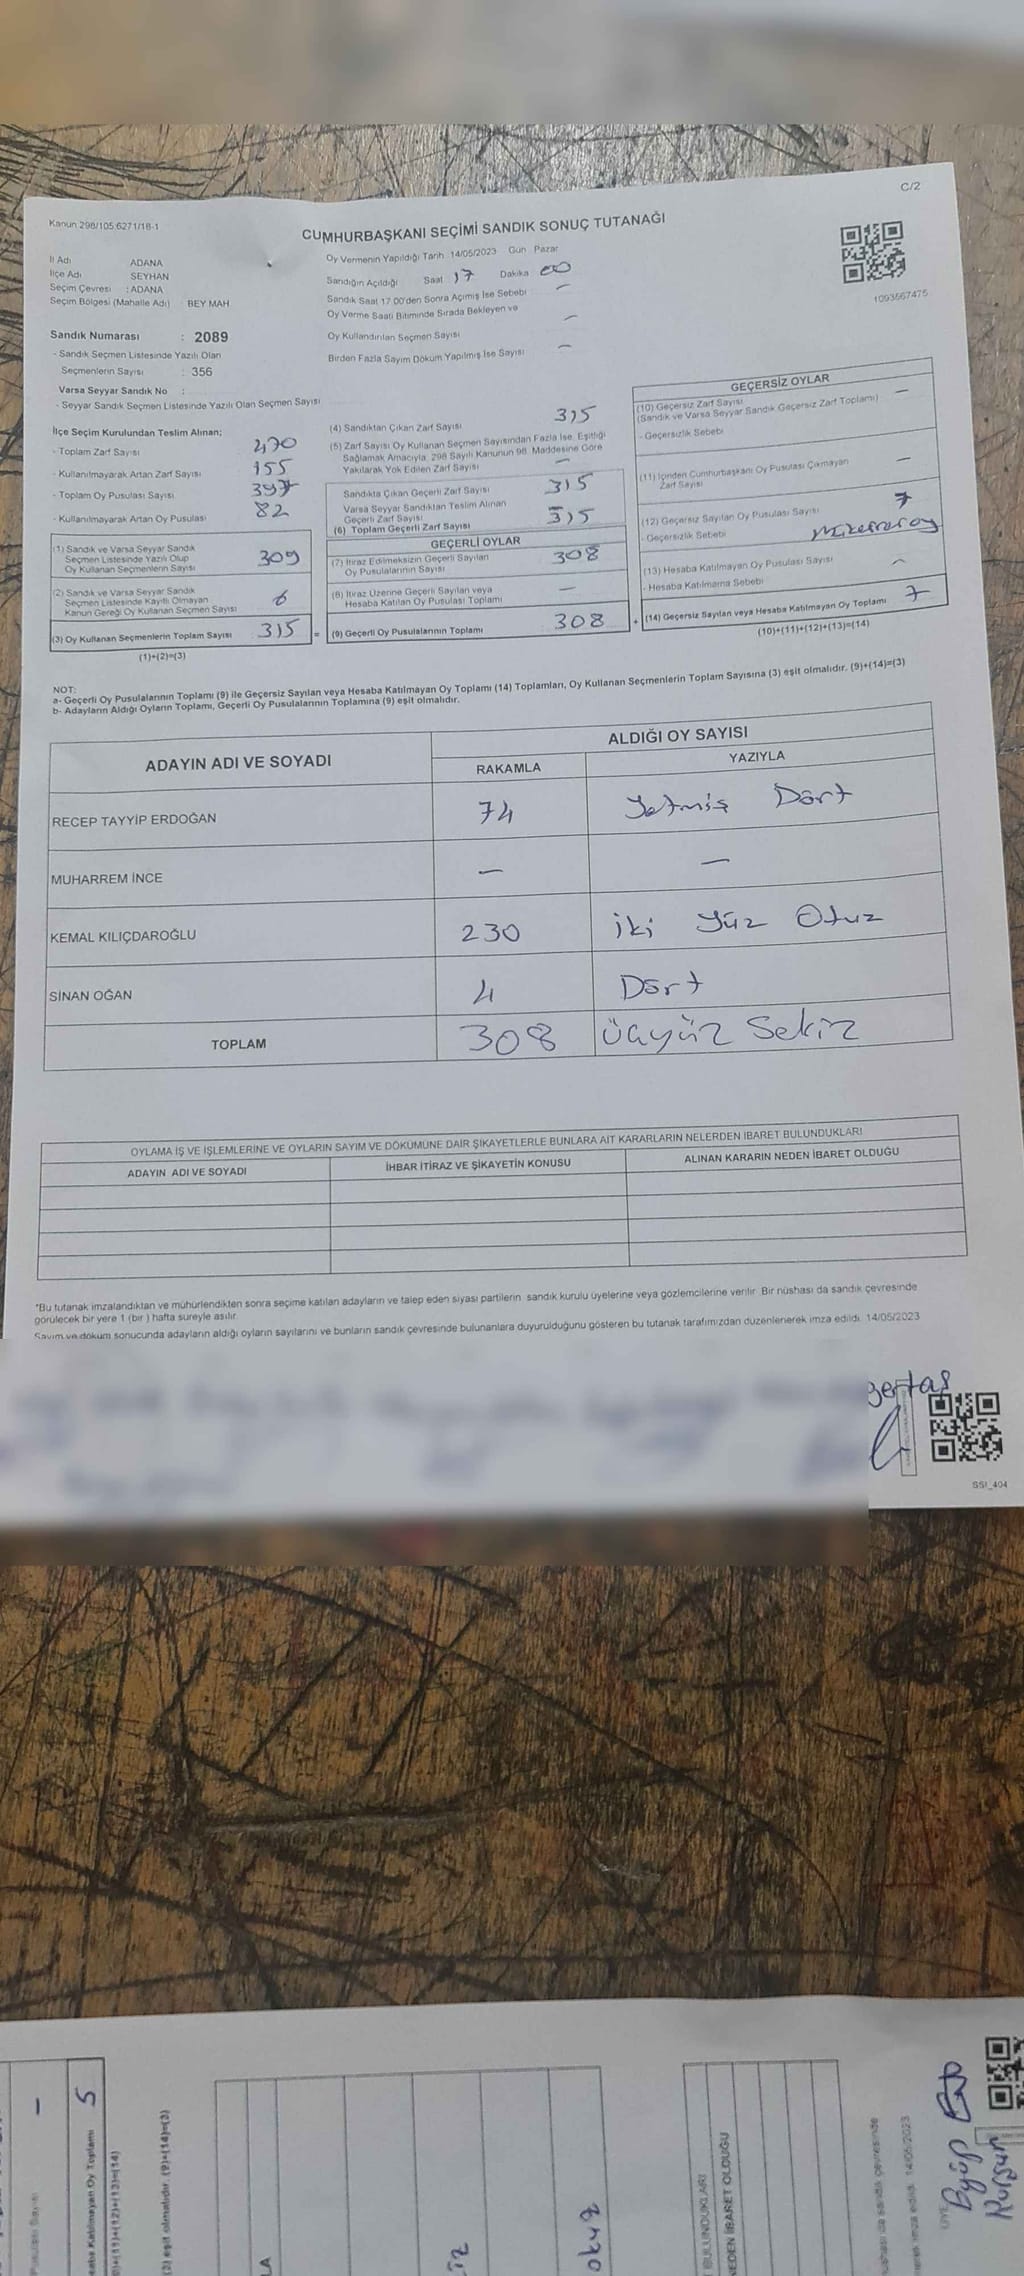 C/2
Kanun 298/105 6271/18-1
CUMHURBAŞKANI SEÇİMİ SANDIK SONUÇ TUTANAĞI
İl Adı ADANA
İlçe Adı SEYHAN
Seçim Çevresi : ADANA
Seçim Bölgesi (Mahalle Adı) BEY MAH
Sandık Numarası : 2089
- Sandık Seçmen Listesinde Yazılı Olan
Seçmenlerin Sayısı : 356
Varsa Seyyar Sandık No :
- Seyyar Sandık Seçmen Listesinde Yazılı Olan Seçmen Sayısı
İlçe Seçim Kurulundan Teslim Alınan;
- Toplam Zarf Sayısı 470
- Kullanılmayarak Artan Zarf Sayısı 155
- Toplam Oy Pusulası Sayısı 397
- Kullanılmayarak Artan Oy Pusulası 82
(1) Sandık ve Varsa Seyyar Sandık
Seçmen Listesinde Yazılı Olup
Oy Kullanan Seçmenlerin Sayısı 309
(2) Sandık ve Varsa Seyyar Sandık
Seçmen Listesinde Kayıtlı Olmayan
Kanun Gereği Oy Kullanan Seçmen Sayısı 6
(3) Oy Kullanan Seçmenlerin Toplam Sayısı 315 =
(1)+(2)=(3)
Oy Vermenin Yapıldığı Tarih 14/05/2023 Gün Pazar
Sandığın Açıldığı Saat 17 Dakika 00
Sandık Saat 17.00'den Sonra Açılmış İse Sebebi –
Oy Verme Saati Bitiminde Sırada Bekleyen ve
Oy Kullandırılan Seçmen Sayısı –
Birden Fazla Sayım Döküm Yapılmış İse Sayısı –
(4) Sandıktan Çıkan Zarf Sayısı 315
(5) Zarf Sayısı Oy Kullanan Seçmen Sayısından Fazla İse, Eşitliği
Sağlamak Amacıyla, 298 Sayılı Kanunun 98. Maddesine Göre
Yakılarak Yok Edilen Zarf Sayısı –
Sandıkta Çıkan Geçerli Zarf Sayısı 315
Varsa Seyyar Sandıktan Teslim Alınan
Geçerli Zarf Sayısı
(6) Toplam Geçerli Zarf Sayısı 315
GEÇERLİ OYLAR
(7) İtiraz Edilmeksizin Geçerli Sayılan
Oy Pusulalarının Sayısı 308
(8) İtiraz Üzerine Geçerli Sayılan veya
Hesaba Katılan Oy Pusulası Toplamı –
(9) Geçerli Oy Pusulalarının Toplamı 308 +
1093567475
GEÇERSİZ OYLAR
(10) Geçersiz Zarf Sayısı –
(Sandık ve Varsa Seyyar Sandık Geçersiz Zarf Toplamı)
- Geçersizlik Sebebi
(11) İçinden Cumhurbaşkanı Oy Pusulası Çıkmayan
Zarf Sayısı –
(12) Geçersiz Sayılan Oy Pusulası Sayısı 7
- Geçersizlik Sebebi
(13) Hesaba Katılmayan Oy Pusulası Sayısı –
- Hesaba Katılmama Sebebi
(14) Geçersiz Sayılan veya Hesaba Katılmayan Oy Toplamı 7
(10)+(11)+(12)+(13)=(14)
NOT:
a- Geçerli Oy Pusulalarının Toplamı (9) ile Geçersiz Sayılan veya Hesaba Katılmayan Oy Toplamı (14) Toplamları, Oy Kullanan Seçmenlerin Toplam Sayısına (3) eşit olmalıdır. (9)+(14)=(3)
b- Adayların Aldığı Oyların Toplamı, Geçerli Oy Pusulalarının Toplamına (9) eşit olmalıdır.
ADAYIN ADI VE SOYADI ALDIĞI OY SAYISI
RAKAMLA YAZIYLA
RECEP TAYYİP ERDOĞAN 74 Yetmiş Dört
MUHARREM İNCE – –
KEMAL KILIÇDAROĞLU 230 iki yüz Otuz
SİNAN OĞAN 4 Dört
TOPLAM 308 üçyüz Sekiz
OYLAMA İŞ VE İŞLEMLERİNE VE OYLARIN SAYIM VE DÖKÜMÜNE DAİR ŞİKAYETLERLE BUNLARA AİT KARARLARIN NELERDEN İBARET BULUNDUKLARI
ADAYIN ADI VE SOYADI İHBAR İTİRAZ VE ŞİKAYETİN KONUSU ALINAN KARARIN NEDEN İBARET OLDUĞU
*Bu tutanak imzalandıktan ve mühürlendikten sonra seçime katılan adayların ve talep eden siyasi partilerin sandık kurulu üyelerine veya gözlemcilerine verilir. Bir nüshası da sandık çevresinde
görülecek bir yere 1 (bir) hafta süreyle asılır.
Sayım ve döküm sonucunda adayların aldığı oyların sayılarını ve bunların sandık çevresinde bulunanlara duyurulduğunu gösteren bu tutanak tarafımızdan düzenlenerek imza edildi. 14/05/2023
SSI_404
Pusulası Sayısı –
Katılmayan Oy Toplamı 5
+(11)+(12)+(13)=(14)
(3) eşit olmalıdır. (9)+(14)=(3)
LA
iz
okuz
BULUNDUKLARI
NEDEN İBARET OLDUĞU
nüshası da sandık çevresinde
imza edildi. 14/05/2023
ÜYE
Eyüp
Kurşun